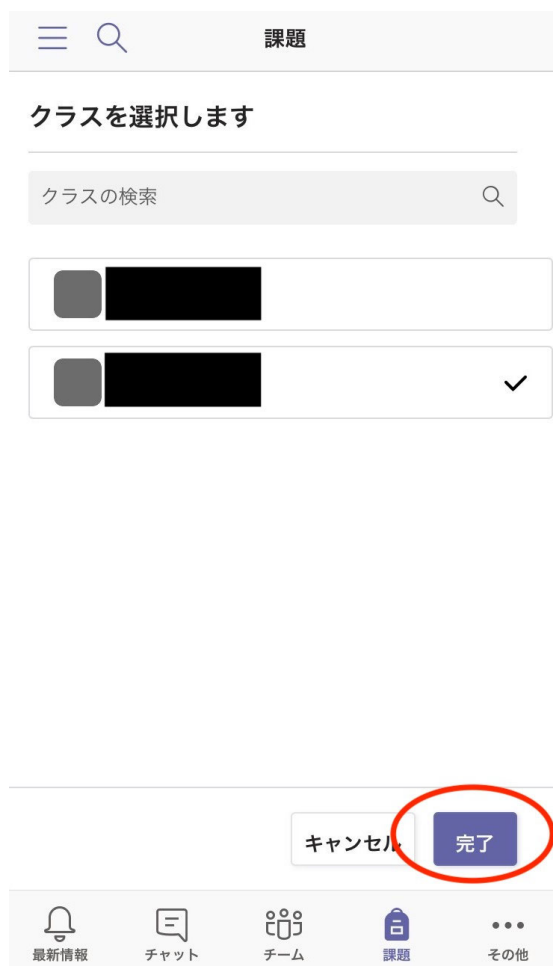 課題
クラスを選択します
クラスの検索
キャンセル
完了
最新情報
チャット
チーム
課題
その他